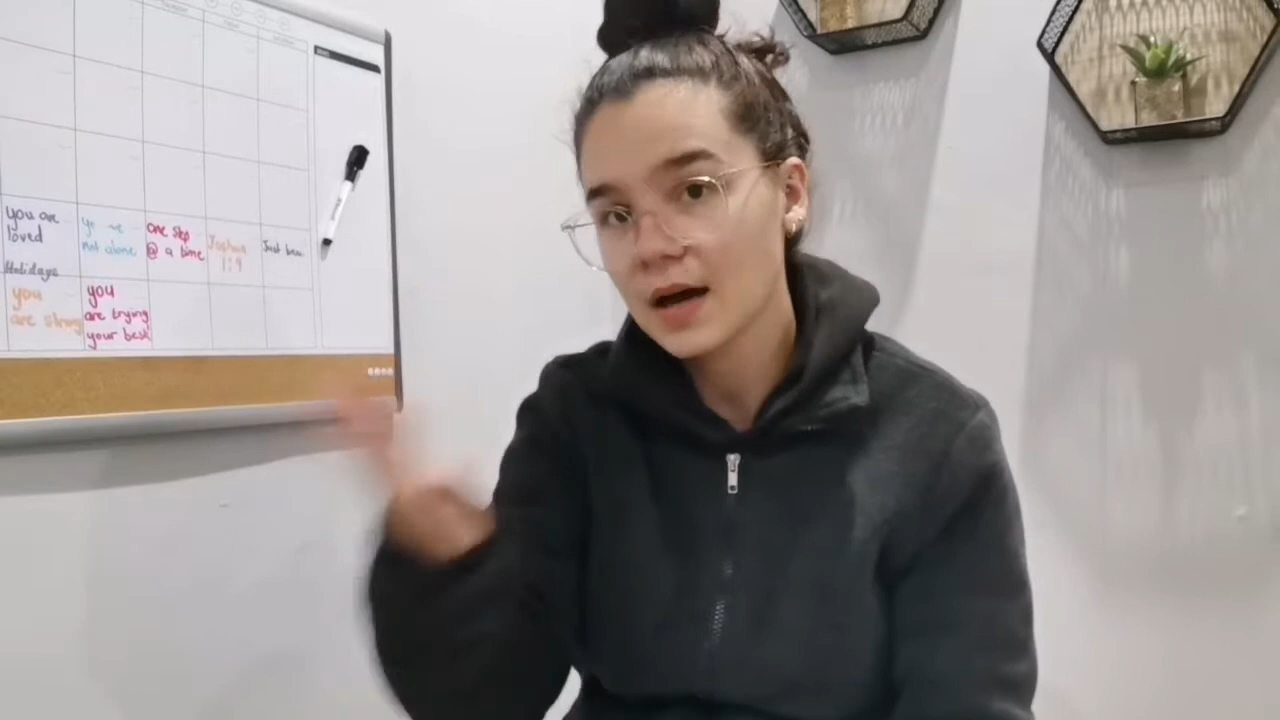 you are
loved
Holidays
not alone
one step
@ a time
Joshua
1:9
Just
you
are strong
you
are trying
your best